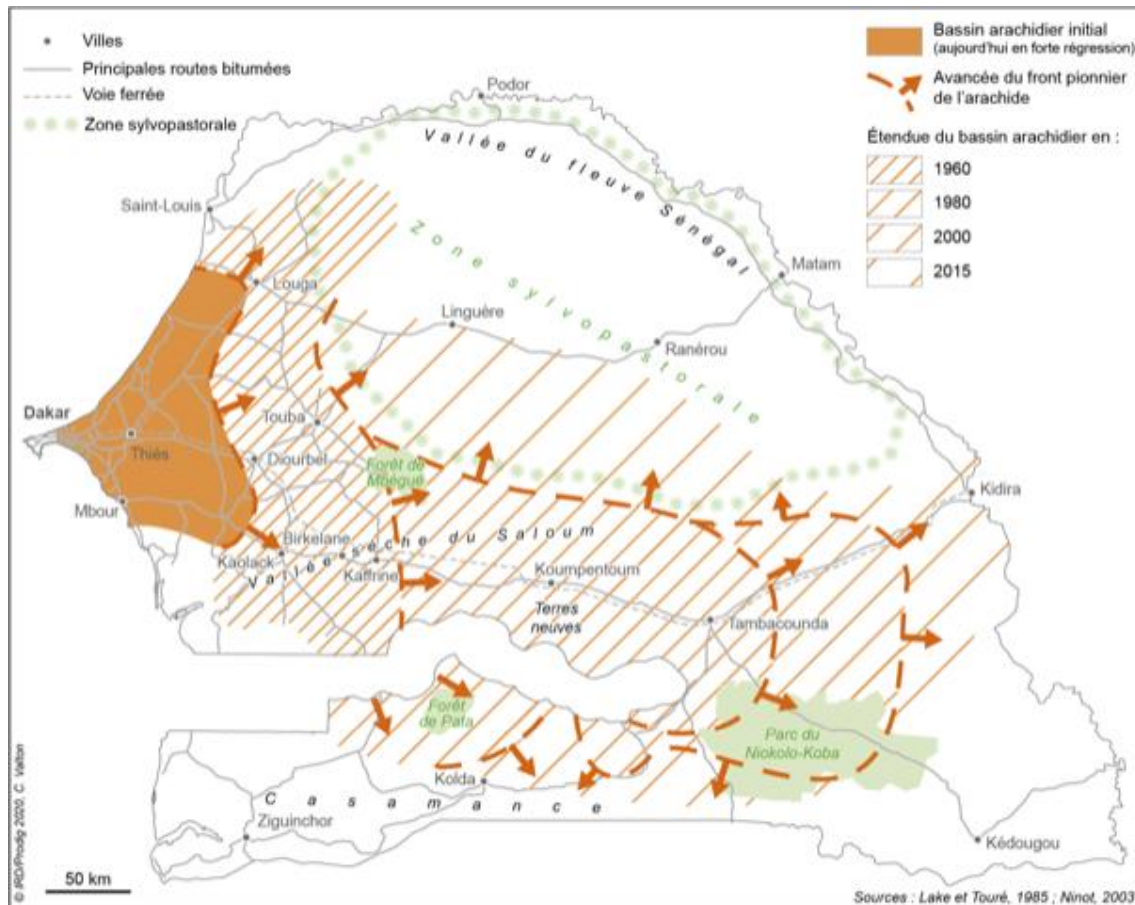 Villes
Principales routes bitumées
Voie ferrée
Zone sylvopastorale
Bassin arachidier initial
(aujourd'hui en forte régression)
Avancée du front pionnier
de l'arachide
Étendue du bassin arachidier en :
1960
1980
2000
2015
Podor
Vallée du fleuve Sénégal
Saint-Louis
Zone sylvopastorale
Matam
Louga
Linguère
Ranérou
Dakar
Touba
Thiès
Diourbel
Forêt de
Mbégué
Mbour
Kidira
Birkelane
Vallée sèche du Saloum
Kaolack
Kaffrine
Koumpentoum
Terres
neuves
Tambacounda
Forêt
de Pata
Parc du
Niokolo-Koba
Kolda
Casamance
Ziguinchor
Kédougou
50 km
© IRD/Prodig 2020, C. Valton
Sources : Lake et Touré, 1985 ; Ninot, 2003